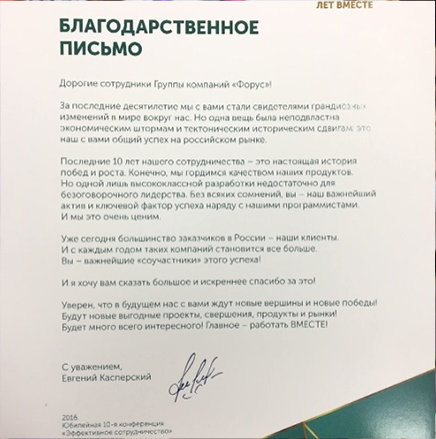 ЛЕТ ВМЕСТЕ
БЛАГОДАРСТВЕННОЕ
ПИСЬМО
Дорогие сотрудники Группы компаний «Форус»!
За последние десятилетие мы с вами стали свидетелями грандиозных
изменений в мире вокруг нас. Но одна вещь была неподвластна
экономическим штормам и тектоническим историческим сдвигам: это
наш с вами общий успех на российском рынке.
Последние 10 лет нашего сотрудничества – это настоящая история
побед и роста. Конечно, мы гордимся качеством наших продуктов.
Но одной лишь высококлассной разработки недостаточно для
безоговорочного лидерства. Без всяких сомнений, вы – наш важнейший
актив и ключевой фактор успеха наряду с нашими программистами.
И мы это очень ценим.
Уже сегодня большинство заказчиков в России – наши клиенты.
И с каждым годом таких компаний становится все больше.
Вы – важнейшие «соучастники» этого успеха!
И я хочу вам сказать большое и искреннее спасибо за это!
Уверен, что в будущем нас с вами ждут новые вершины и новые победы!
Будут новые выгодные проекты, свершения, продукты и рынки!
Будет много всего интересного! Главное – работать ВМЕСТЕ!
С уважением,
Евгений Касперский
2016
Юбилейная 10-я конференция
«Эффективное сотрудничество»